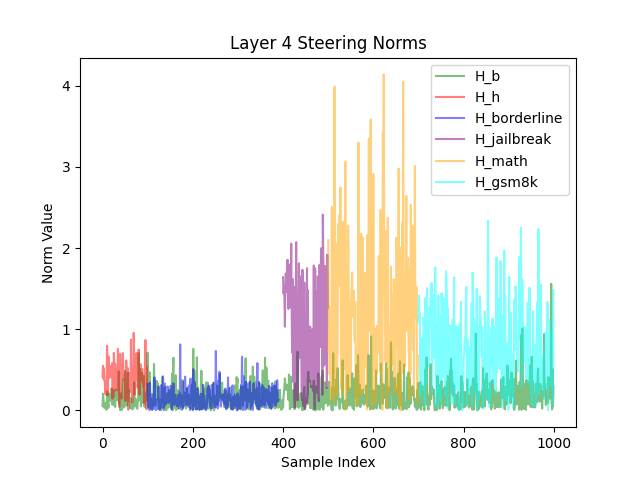 Layer 4 Steering Norms
Norm Value
4
3
2
1
0
0
200
400
600
800
1000
Sample Index
H_b
H_h
H_borderline
H_jailbreak
H_math
H_gsm8k